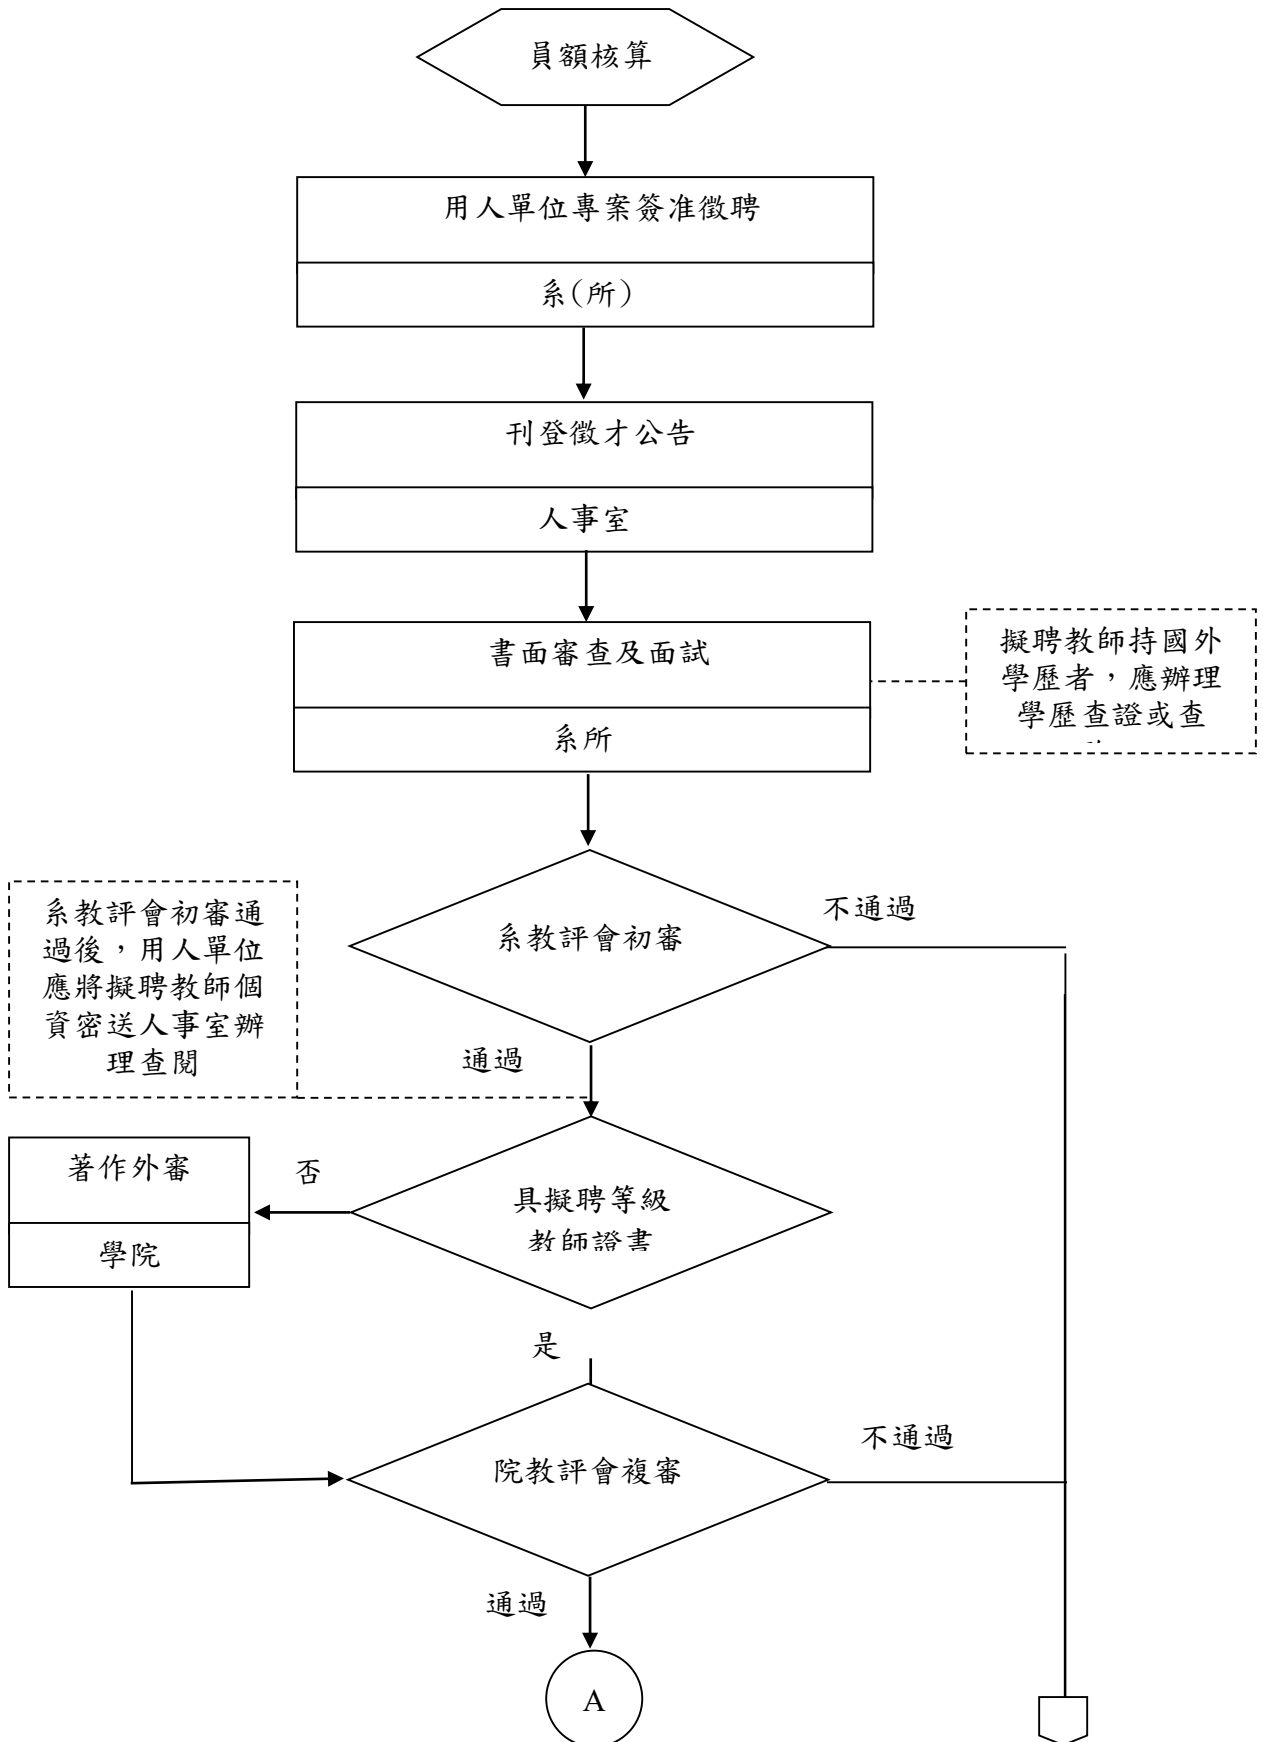 員額核算
用人單位專案簽准徵聘
系(所)
刊登徵才公告
人事室
書面審查及面試
系所
擬聘教師持國外
學歷者，應辦理
學歷查證或查
系教評會初審
不通過
系教評會初審通
過後，用人單位
應將擬聘教師個
資密送人事室辦
理查閱
通過
著作外審
學院
否
具擬聘等級
教師證書
是
院教評會複審
不通過
通過
A